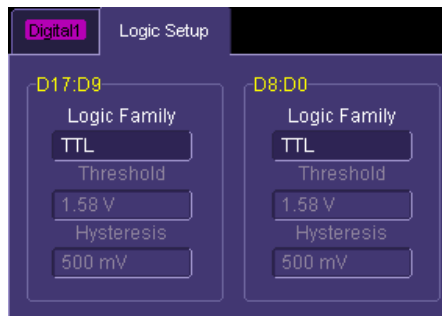 Digital1 Logic Setup
D17:D9
Logic Family
TTL
Threshold
1.58 V
Hysteresis
500 mV
D8:D0
Logic Family
TTL
Threshold
1.58 V
Hysteresis
500 mV